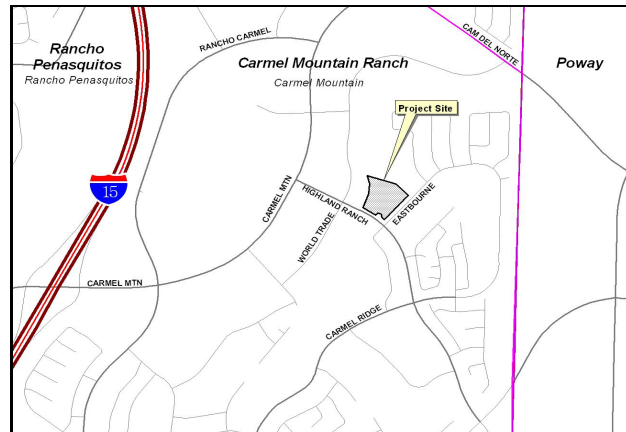 Rancho
Penasquitos
Rancho Penasquitos
RANCHO CARMEL
Carmel Mountain Ranch
Carmel Mountain
CAM DEL NORTE
Poway
Project Site
15
CARMEL MTN
HIGHLAND RANCH
EASTBOURNE
WORLD TRADE
CARMEL MTN
CARMEL RIDGE